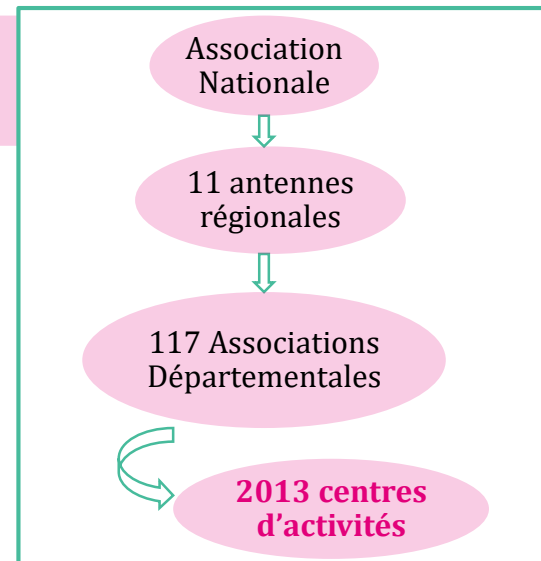 Association
Nationale
11 antennes
régionales
117 Associations
Départementales
2013 centres
d’activités